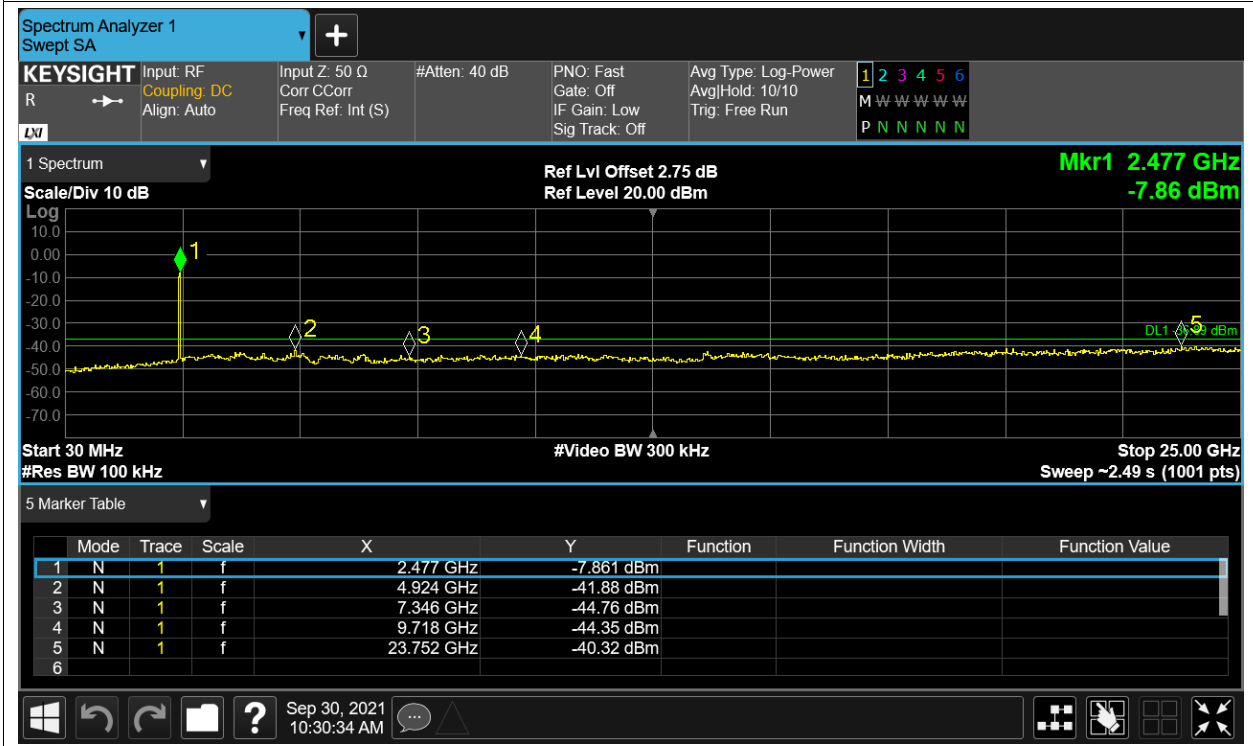 Spectrum Analyzer 1
Swept SA
+
KEYSIGHT
R
LXI
Input: RF
Coupling: DC
Align: Auto
Input Z: 50 Ω
Corr CCorr
Freq Ref: Int (S)
#Atten: 40 dB
PNO: Fast
Gate: Off
IF Gain: Low
Sig Track: Off
Avg Type: Log-Power
Avg|Hold: 10/10
Trig: Free Run
1 2 3 4 5 6
M W W W W W
P N N N N N
1 Spectrum
Scale/Div 10 dB
Ref Lvl Offset 2.75 dB
Ref Level 20.00 dBm
Mkr1 2.477 GHz
-7.86 dBm
Log
10.0
0.00
-10.0
-20.0
-30.0
-40.0
-50.0
-60.0
-70.0
1
2
3
4
5
DL1 dBm
Start 30 MHz
#Res BW 100 kHz
#Video BW 300 kHz
Stop 25.00 GHz
Sweep ~2.49 s (1001 pts)
5 Marker Table
Mode Trace Scale X Y Function Function Width Function Value
1 N 1 f 2.477 GHz -7.861 dBm
2 N 1 f 4.924 GHz -41.88 dBm
3 N 1 f 7.346 GHz -44.76 dBm
4 N 1 f 9.718 GHz -44.35 dBm
5 N 1 f 23.752 GHz -40.32 dBm
6
?
Sep 30, 2021
10:30:34 AM